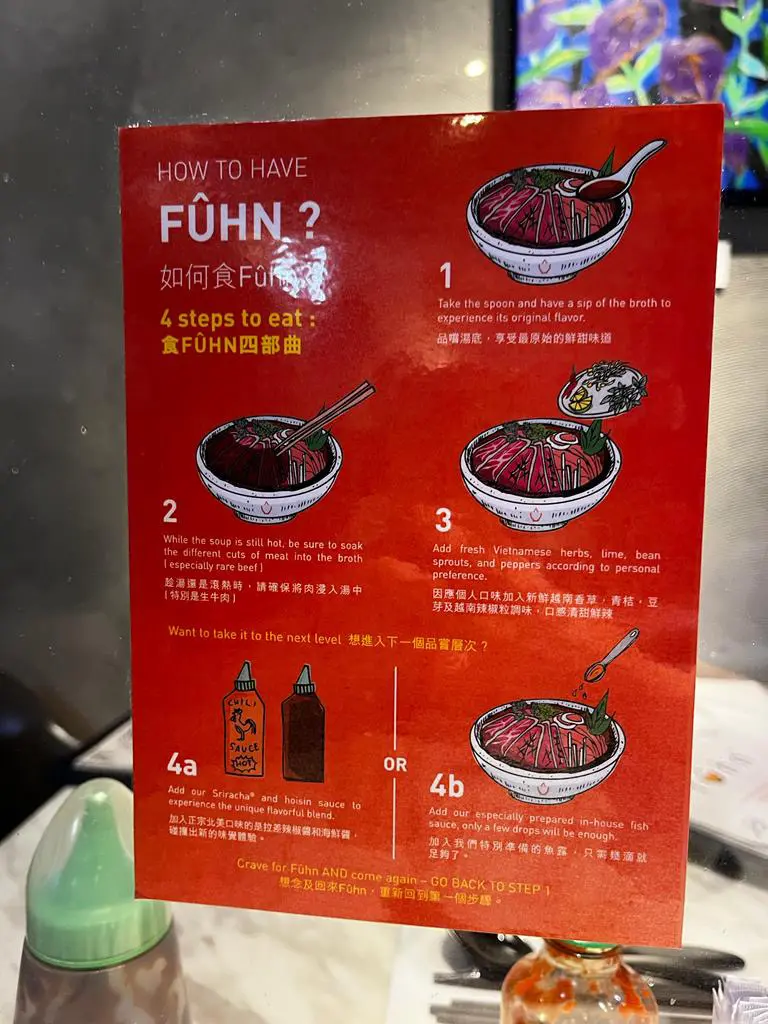 HOW TO HAVE
FÛHN ?
如何食Fûhn
4 steps to eat :
食FÛHN四部曲
1
Take the spoon and have a sip of the broth to
experience its original flavor.
品嚐湯底，享受最原始的鮮甜味道
2
While the soup is still hot, be sure to soak
the different cuts of meat into the broth
( especially rare beef )
趁湯還是滾熱時，請確保將肉浸入湯中
( 特別是生牛肉 )
3
Add fresh Vietnamese herbs, lime, bean
sprouts, and peppers according to personal
preference.
因應個人口味加入新鮮越南香草，青桔，豆
芽及越南辣椒粒調味，口感清甜鮮辣
Want to take it to the next level 想進入下一個品嘗層次？
CHILI
SAUCE
HOT
4a
Add our Sriracha® and hoisin sauce to
experience the unique flavorful blend.
加入正宗北美口味的是拉差辣椒醬和海鮮醬，
碰撞出新的味覺體驗。
OR
4b
Add our especially prepared in-house fish
sauce, only a few drops will be enough.
加入我們特別準備的魚露，只需幾滴就
足夠了。
Crave for Fûhn AND come again – GO BACK TO STEP 1
想念及回來Fûhn，重新回到第一個步驟。